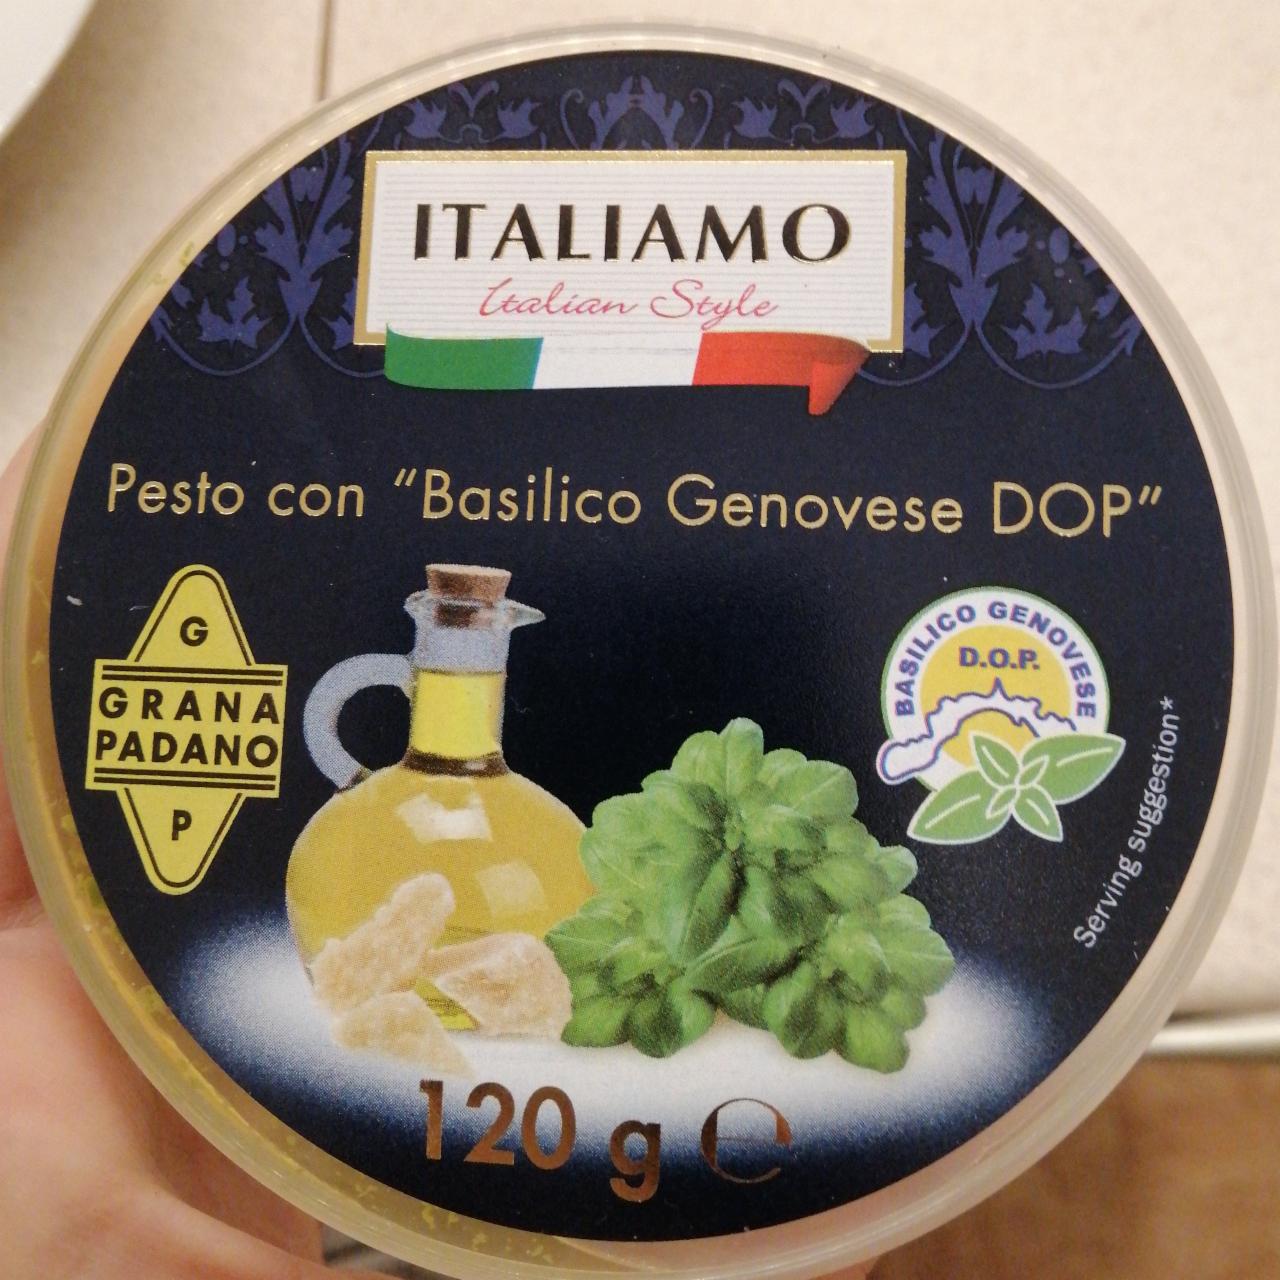 ITALIAMO
Italian Style
Pesto con "Basilico Genovese DOP"
G
GRANA
PADANO
P
BASILICO GENOVESE
D.O.P.
Serving suggestion*
120 g ℮